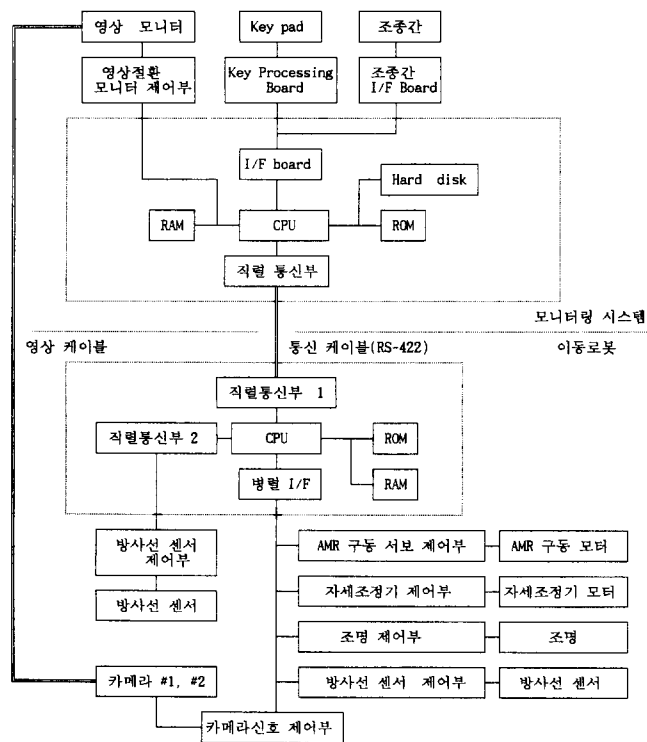 영상 모니터
Key pad
조종간
영상절환
모니터 제어부
Key Processing
Board
조종간
I/F Board
I/F board
Hard disk
RAM
CPU
ROM
직렬 통신부
모니터링 시스템
영상 케이블
통신 케이블(RS-422)
이동로봇
직렬통신부 1
직렬통신부 2
CPU
ROM
병렬 I/F
RAM
방사선 센서
제어부
AMR 구동 서보 제어부
AMR 구동 모터
방사선 센서
자세조정기 제어부
자세조정기 모터
조명 제어부
조명
카메라 #1, #2
방사선 센서 제어부
방사선 센서
카메라신호 제어부